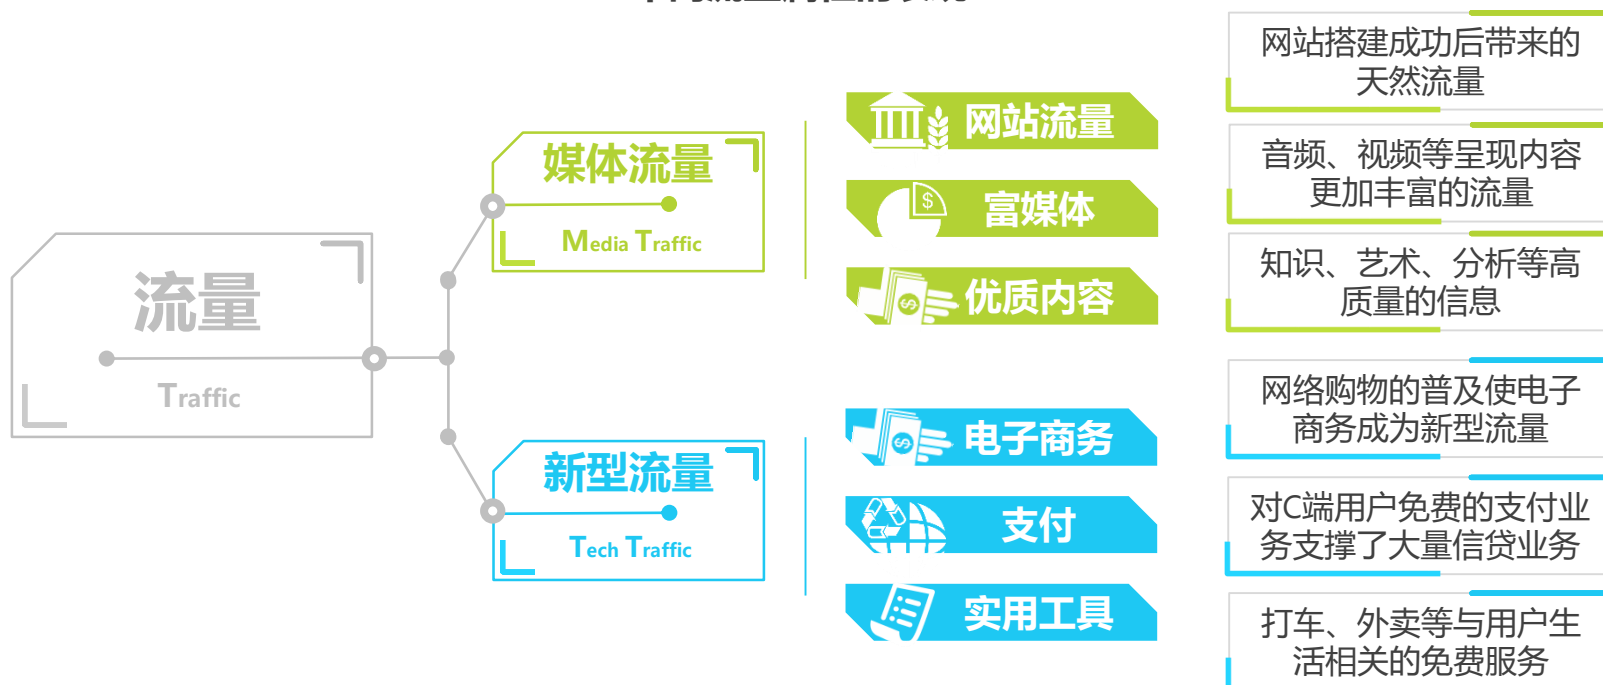 流量
Traffic
媒体流量
Media Traffic
网站流量
网站搭建成功后带来的
天然流量
富媒体
$
音频、视频等呈现内容
更加丰富的流量
优质内容
知识、艺术、分析等高
质量的信息
新型流量
Tech Traffic
电子商务
网络购物的普及使电子
商务成为新型流量
支付
对C端用户免费的支付业
务支撑了大量信贷业务
实用工具
打车、外卖等与用户生
活相关的免费服务